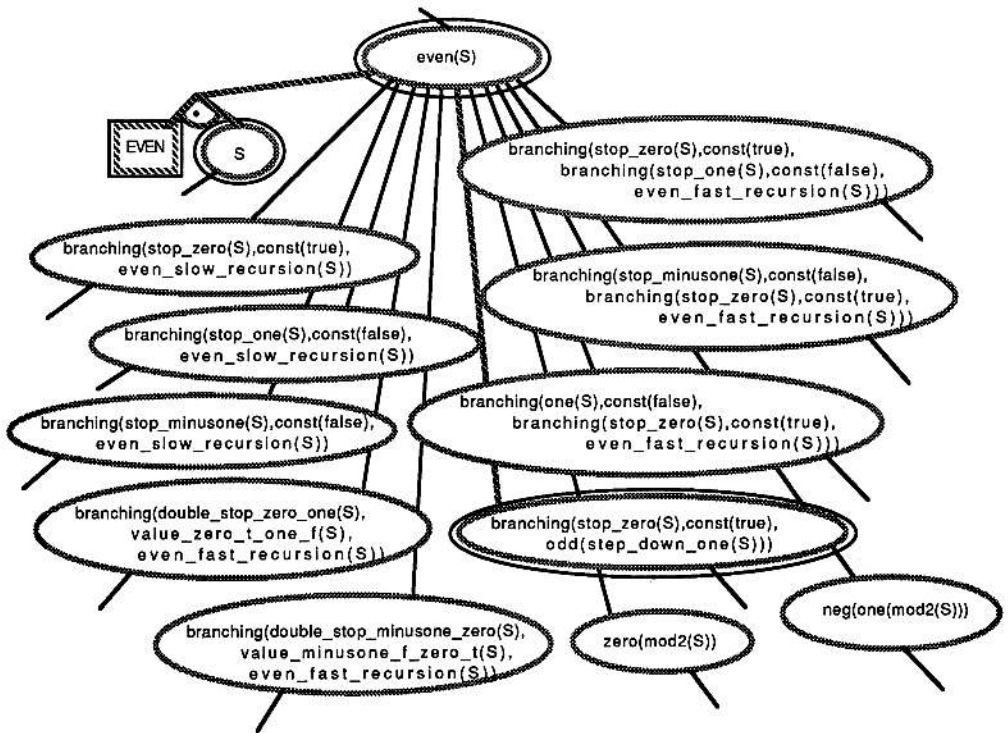 even(S)
EVEN
S
branching(stop_zero(S),const(true),
branching(stop_one(S),const(false),
even_fast_recursion(S)))
branching(stop_zero(S),const(true),
even_slow_recursion(S))
branching(stop_minusone(S),const(false),
branching(stop_zero(S),const(true),
even_fast_recursion(S)))
branching(stop_one(S),const(false),
even_slow_recursion(S))
branching(one(S),const(false),
branching(stop_zero(S),const(true),
even_fast_recursion(S)))
branching(stop_minusone(S),const(false),
even_slow_recursion(S))
branching(double_stop_zero_one(S),
value_zero_t_one_f(S),
even_fast_recursion(S))
branching(stop_zero(S),const(true),
odd(step_down_one(S)))
neg(one(mod2(S)))
branching(double_stop_minusone_zero(S),
value_minusone_f_zero_t(S),
even_fast_recursion(S))
zero(mod2(S))